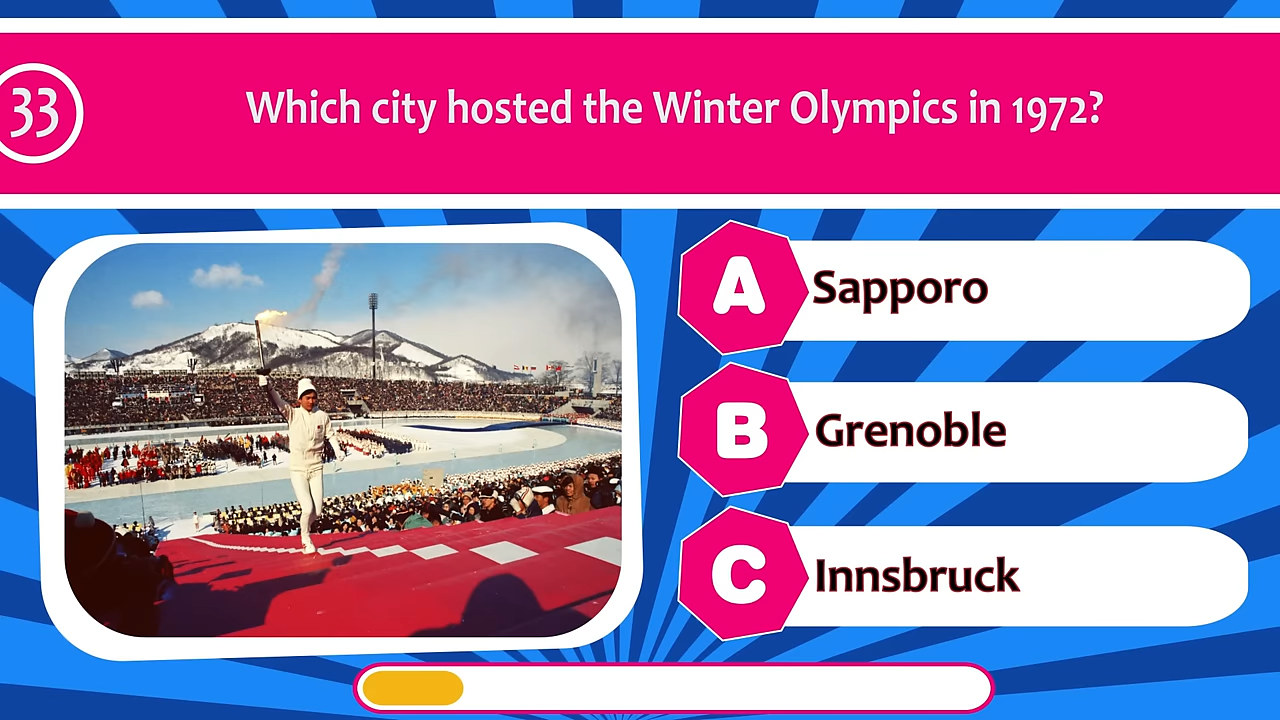 33
Which city hosted the Winter Olympics in 1972?
A
Sapporo
B
Grenoble
C
Innsbruck